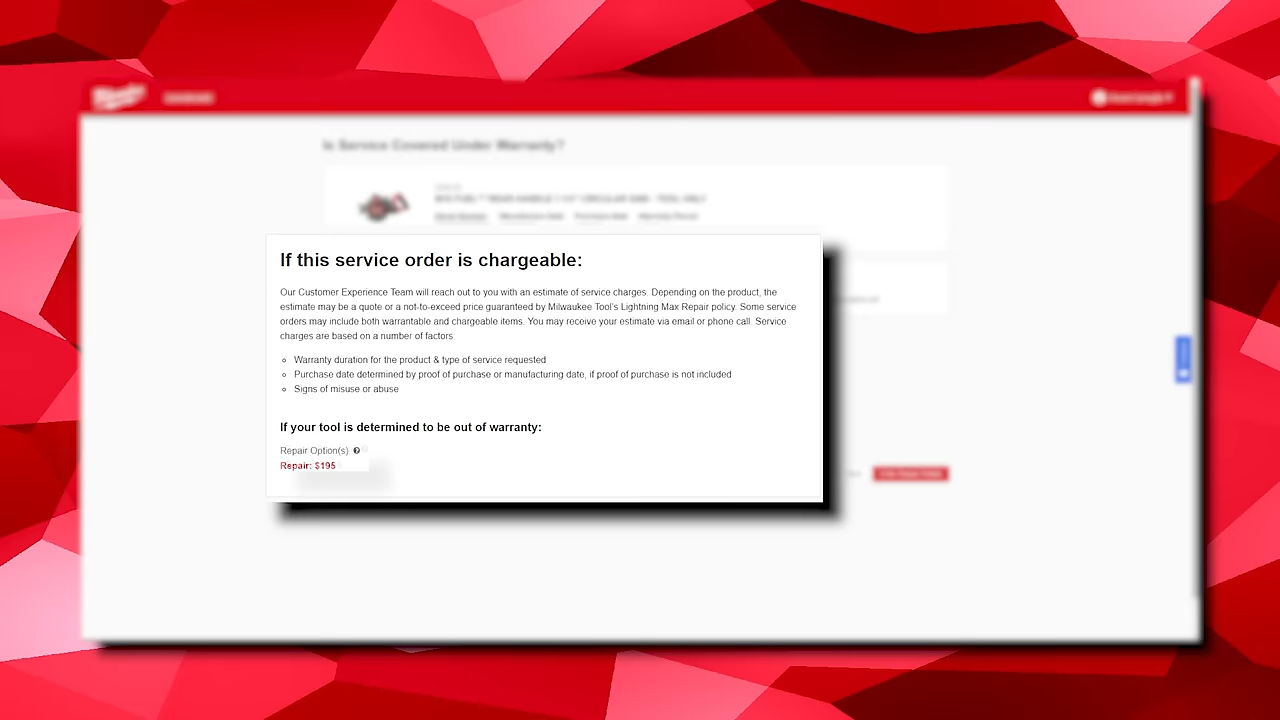 Is Service Covered Under Warranty?
If this service order is chargeable:
Our Customer Experience Team will reach out to you with an estimate of service charges. Depending on the product, the
estimate may be a quote or a not-to-exceed price guaranteed by Milwaukee Tool's Lightning Max Repair policy. Some service
orders may include both warrantable and chargeable items. You may receive your estimate via email or phone call. Service
charges are based on a number of factors:
Warranty duration for the product & type of service requested
Purchase date determined by proof of purchase or manufacturing date, if proof of purchase is not included
Signs of misuse or abuse
If your tool is determined to be out of warranty:
Repair Option(s) ?
Repair: $195